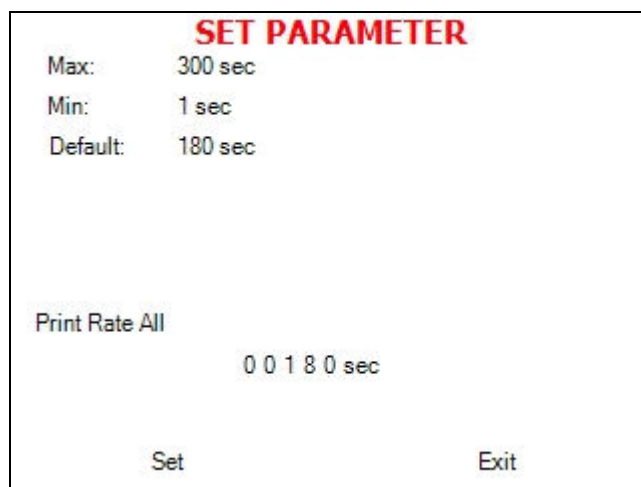 SET PARAMETER
Max: 300 sec
Min: 1 sec
Default: 180 sec
Print Rate All
0 0 1 8 0 sec
Set Exit